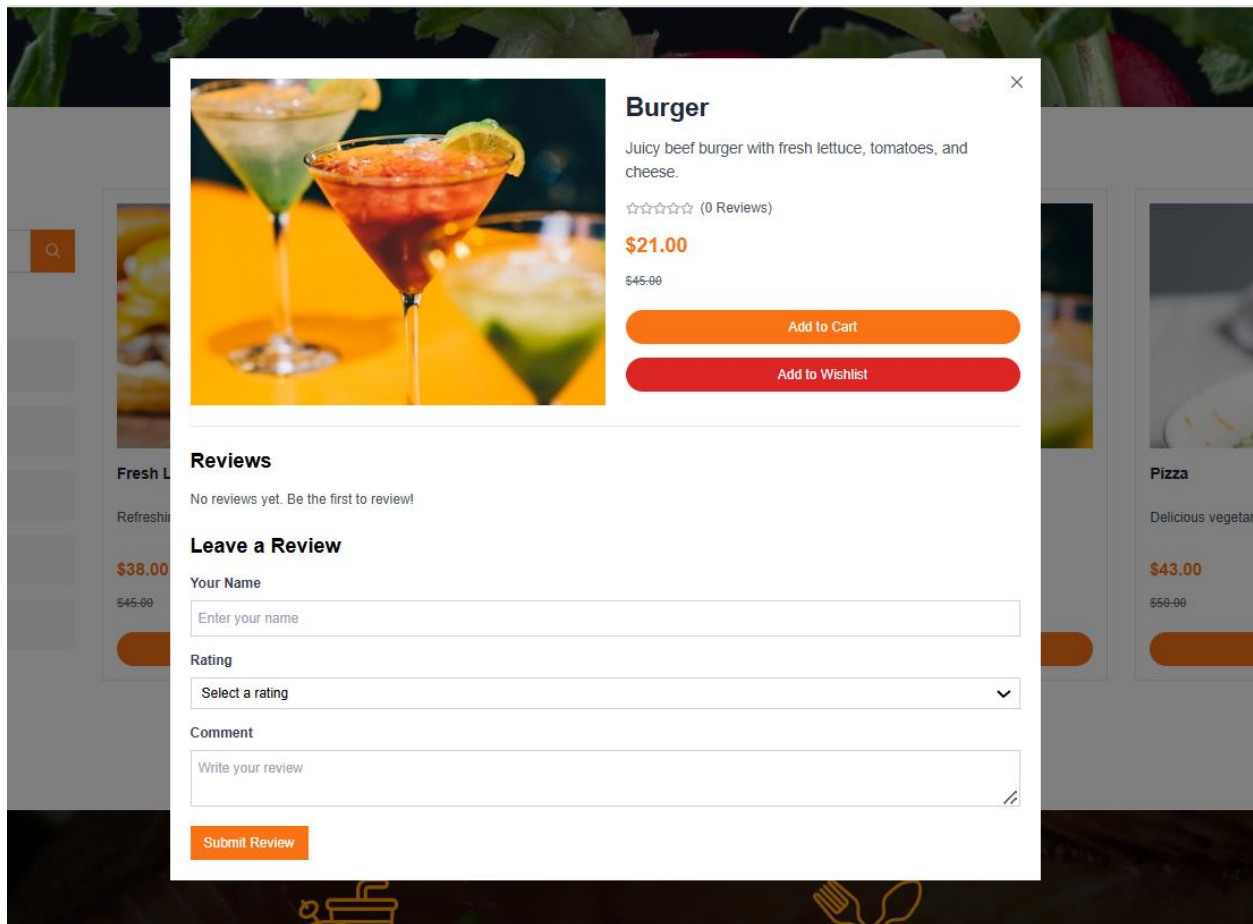 Burger
Juicy beef burger with fresh lettuce, tomatoes, and
cheese.
(0 Reviews)
$21.00
$45.00
Add to Cart
Add to Wishlist
Reviews
No reviews yet. Be the first to review!
Leave a Review
Your Name
Enter your name
Rating
Select a rating
Comment
Write your review
Submit Review
Fresh L
Refreshin
$38.00
$45.00
Pizza
Delicious vegetar
$43.00
$50.00